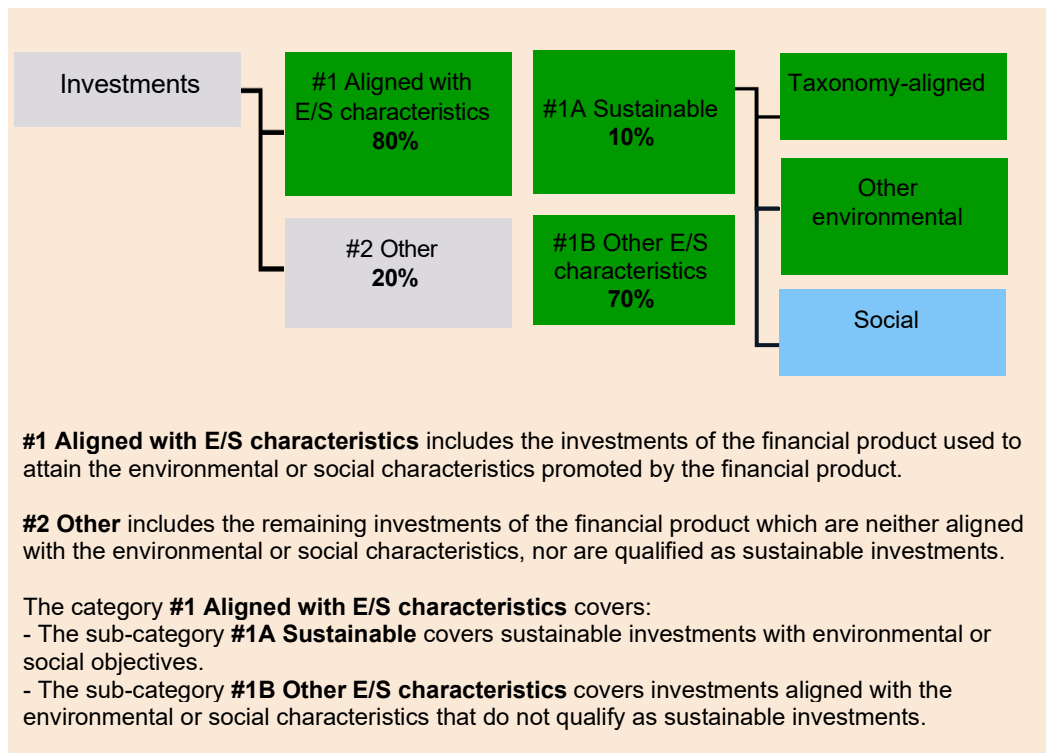 Investments
#1 Aligned with
E/S characteristics
80%
#2 Other
20%
#1A Sustainable
10%
#1B Other E/S
characteristics
70%
Taxonomy-aligned
Other
environmental
Social
#1 Aligned with E/S characteristics includes the investments of the financial product used to
attain the environmental or social characteristics promoted by the financial product.
#2 Other includes the remaining investments of the financial product which are neither aligned
with the environmental or social characteristics, nor are qualified as sustainable investments.
The category #1 Aligned with E/S characteristics covers:
- The sub-category #1A Sustainable covers sustainable investments with environmental or
social objectives.
- The sub-category #1B Other E/S characteristics covers investments aligned with the
environmental or social characteristics that do not qualify as sustainable investments.